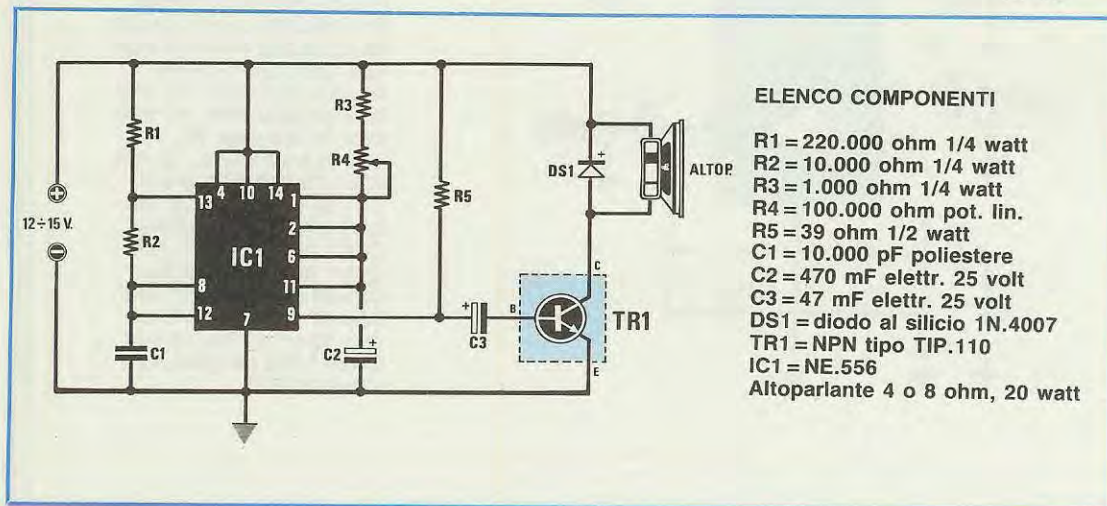 R1
R2
12÷15 V.
C1
4 10 14
13
8
12
7
1
2
6
11
9
IC1
R3
R4
C2
+
R5
+
C3
DS1
+
ALTOP.
B
C
E
TR1
ELENCO COMPONENTI
R1 = 220.000 ohm 1/4 watt
R2 = 10.000 ohm 1/4 watt
R3 = 1.000 ohm 1/4 watt
R4 = 100.000 ohm pot. lin.
R5 = 39 ohm 1/2 watt
C1 = 10.000 pF poliestere
C2 = 470 mF elettr. 25 volt
C3 = 47 mF elettr. 25 volt
DS1 = diodo al silicio 1N.4007
TR1 = NPN tipo TIP.110
IC1 = NE.556
Altoparlante 4 o 8 ohm, 20 watt